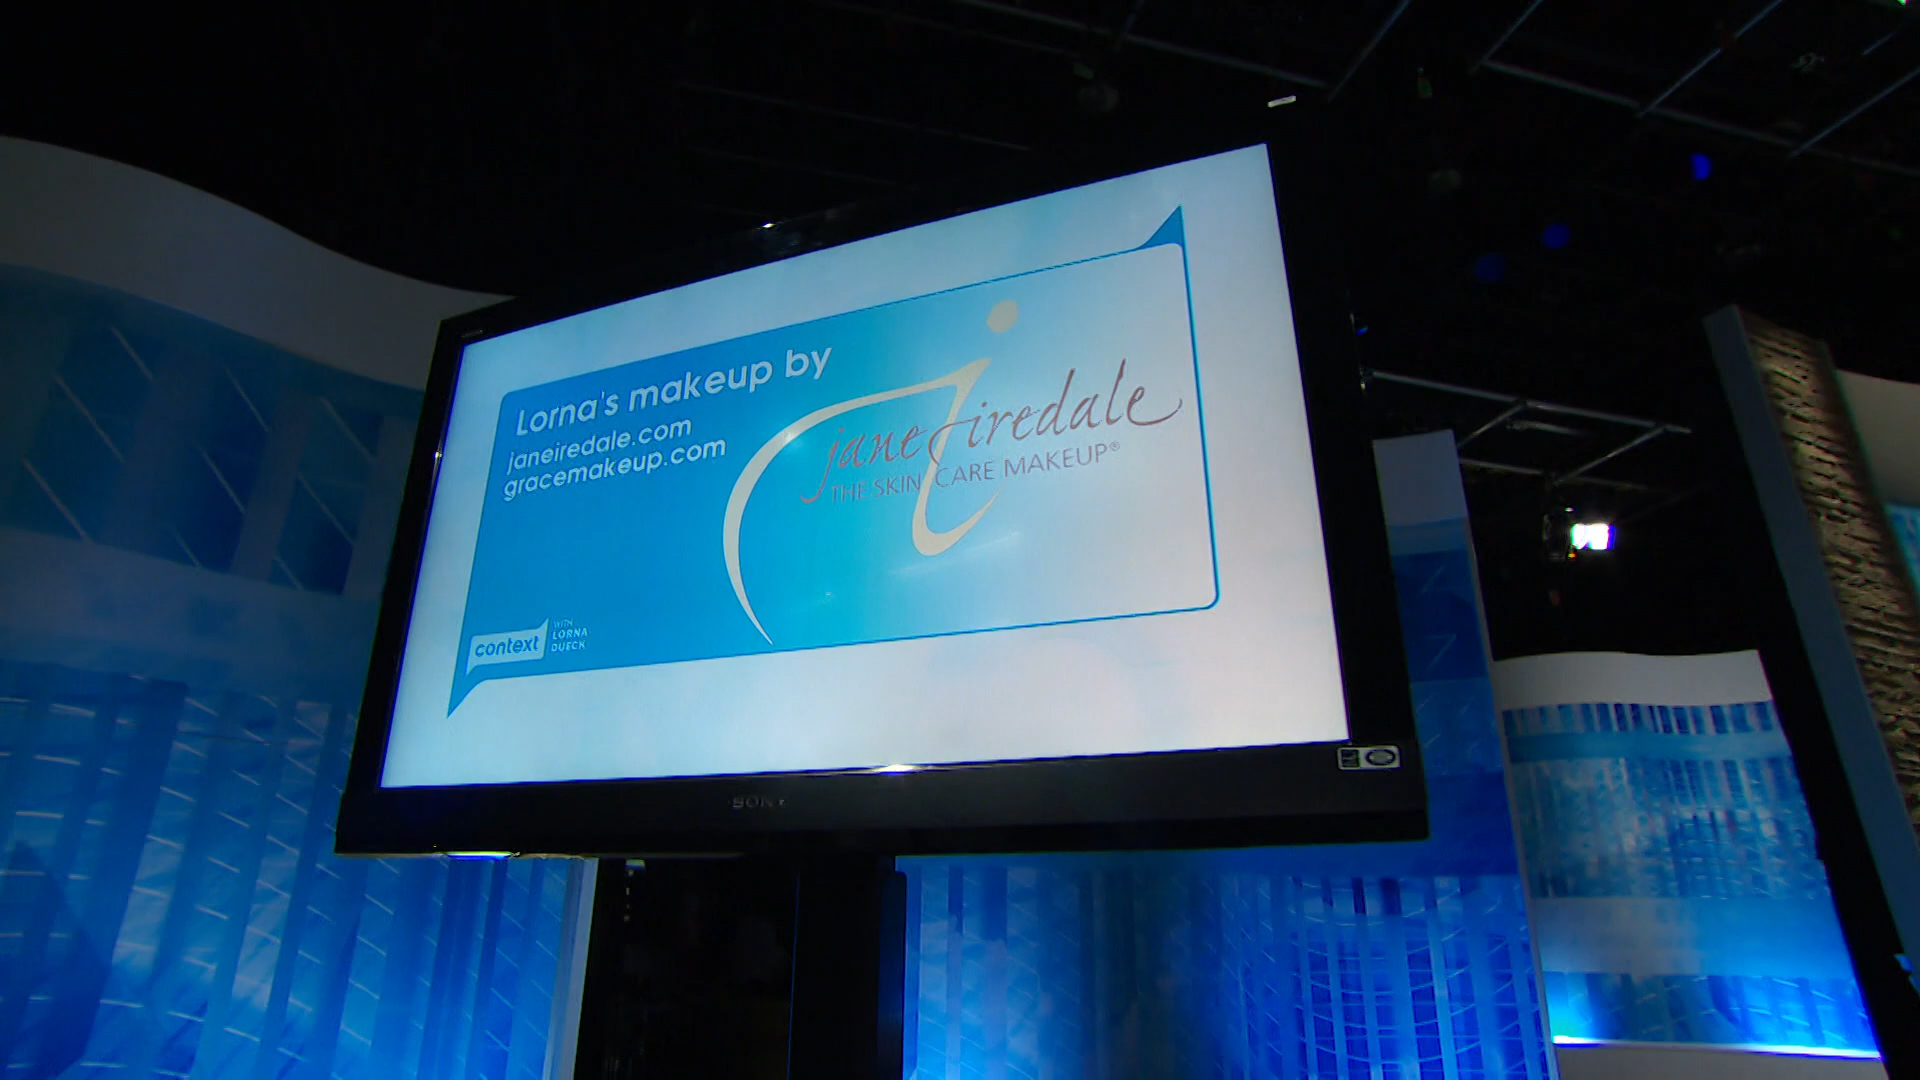 Lorna's makeup by
janeiredale.com
gracemakeup.com
jane iredale
THE SKIN CARE MAKEUP®
context
WITH
LORNA
DUECK
SONY